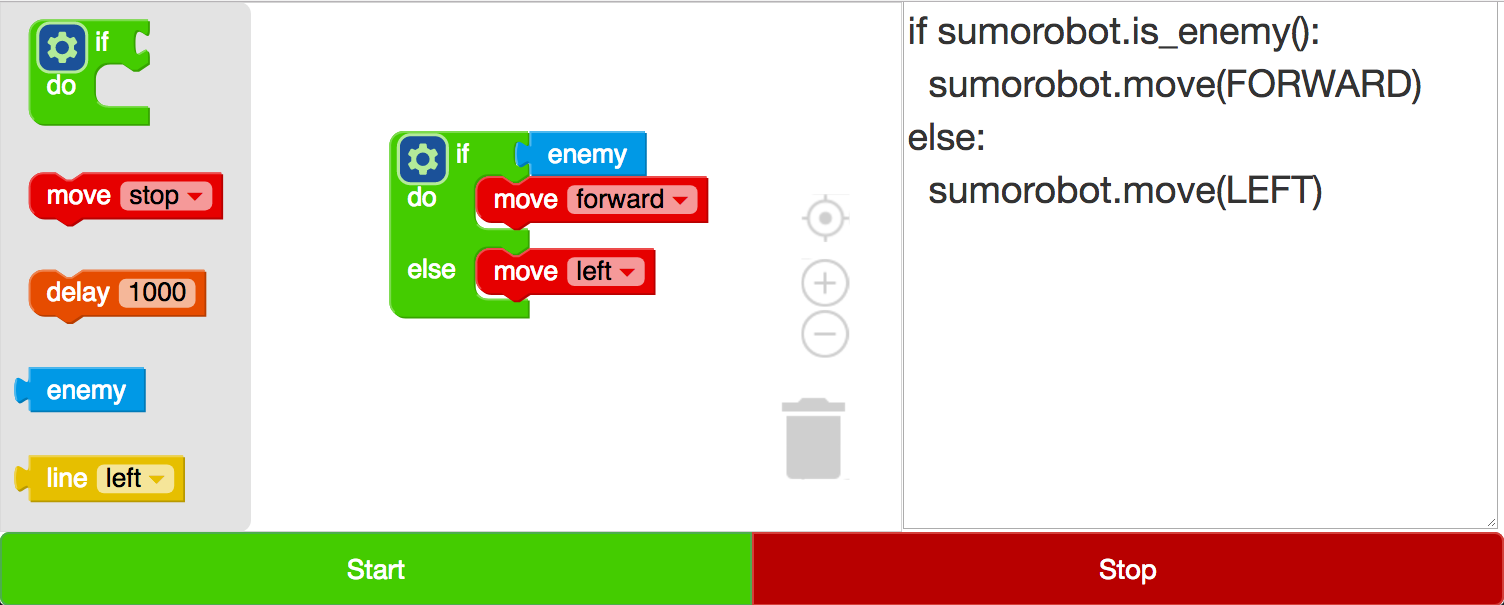 if
do
move stop
delay 1000
enemy
line left
if enemy
do move forward
else move left
if sumorobot.is_enemy():
  sumorobot.move(FORWARD)
else:
  sumorobot.move(LEFT)
Start
Stop